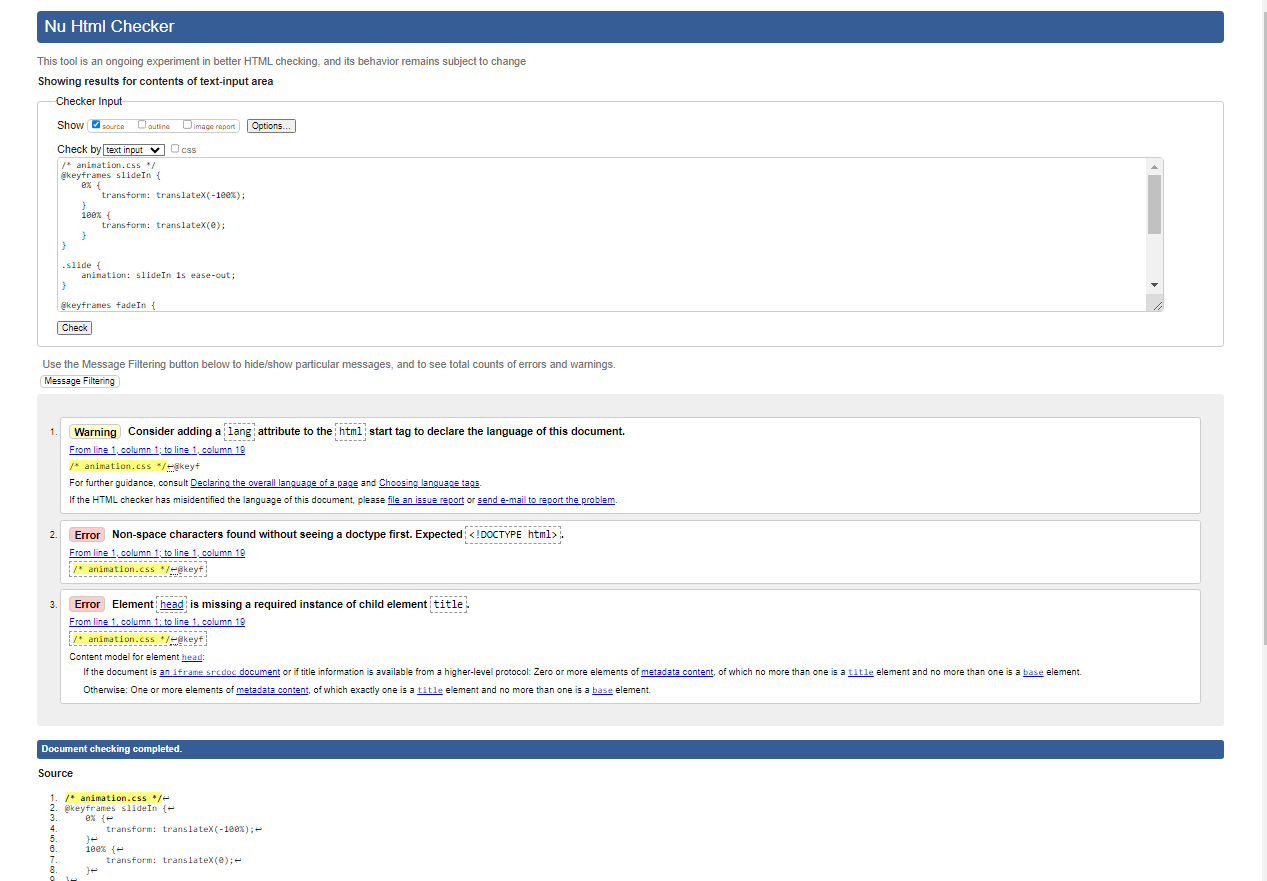 Nu Html Checker
This tool is an ongoing experiment in better HTML checking, and its behavior remains subject to change
Showing results for contents of text-input area
Checker Input
Show source outline image report Options...
Check by text input css
/* animation.css */
@keyframes slideIn {
    0% {
        transform: translateX(-100%);
    }
    100% {
        transform: translateX(0);
    }
}
.slide {
    animation: slideIn 1s ease-out;
}
@keyframes fadeIn {
Check
Use the Message Filtering button below to hide/show particular messages, and to see total counts of errors and warnings.
Message Filtering
1. Warning Consider adding a lang attribute to the html start tag to declare the language of this document.
From line 1, column 1; to line 1, column 19
/* animation.css */↩@keyf
For further guidance, consult Declaring the overall language of a page and Choosing language tags.
If the HTML checker has misidentified the language of this document, please file an issue report or send e-mail to report the problem.
2. Error Non-space characters found without seeing a doctype first. Expected <!DOCTYPE html>.
From line 1, column 1; to line 1, column 19
/* animation.css */↩@keyf
3. Error Element head is missing a required instance of child element title.
From line 1, column 1; to line 1, column 19
/* animation.css */↩@keyf
Content model for element head:
If the document is an iframe srcdoc document or if title information is available from a higher-level protocol: Zero or more elements of metadata content, of which no more than one is a title element and no more than one is a base element.
Otherwise: One or more elements of metadata content, of which exactly one is a title element and no more than one is a base element.
Document checking completed.
Source
1. /* animation.css */↩
2. @keyframes slideIn {↩
3.     0% {↩
4.         transform: translateX(-100%);↩
5.     }↩
6.     100% {↩
7.         transform: translateX(0);↩
8.     }↩
9. }↩